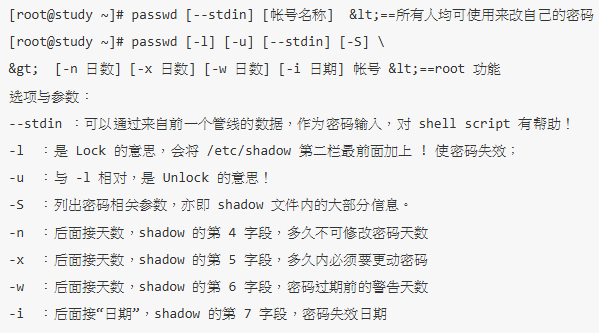 [root@study ~]# passwd [--stdin] [帐号名称]  &lt;==所有人均可使用来改自己的密码
[root@study ~]# passwd [-l] [-u] [--stdin] [-S] \
&gt;  [-n 日数] [-x 日数] [-w 日数] [-i 日期] 帐号 &lt;==root 功能
选项与参数：
--stdin ：可以通过来自前一个管线的数据，作为密码输入，对 shell script 有帮助！
-l  ：是 Lock 的意思，会将 /etc/shadow 第二栏最前面加上 ! 使密码失效；
-u  ：与 -l 相对，是 Unlock 的意思！
-S  ：列出密码相关参数，亦即 shadow 文件内的大部分信息。
-n  ：后面接天数，shadow 的第 4 字段，多久不可修改密码天数
-x  ：后面接天数，shadow 的第 5 字段，多久内必须要更动密码
-w  ：后面接天数，shadow 的第 6 字段，密码过期前的警告天数
-i  ：后面接“日期”，shadow 的第 7 字段，密码失效日期